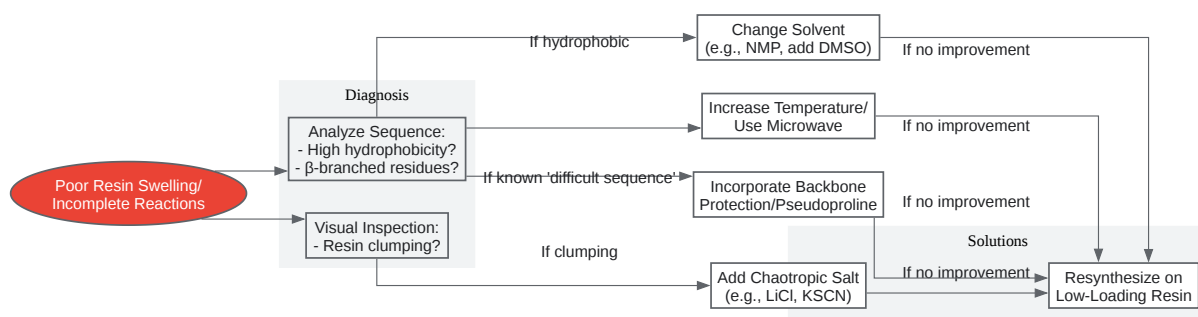 Change Solvent
(e.g., NMP, add DMSO)
If hydrophobic
If no improvement
Diagnosis
Analyze Sequence:
- High hydrophobicity?
- β-branched residues?
Increase Temperature/
Use Microwave
If no improvement
Poor Resin Swelling/
Incomplete Reactions
If known 'difficult sequence'
Incorporate Backbone
Protection/Pseudoproline
If no improvement
Visual Inspection:
- Resin clumping?
If clumping
Solutions
Add Chaotropic Salt
(e.g., LiCl, KSCN)
If no improvement
Resynthesize on
Low-Loading Resin